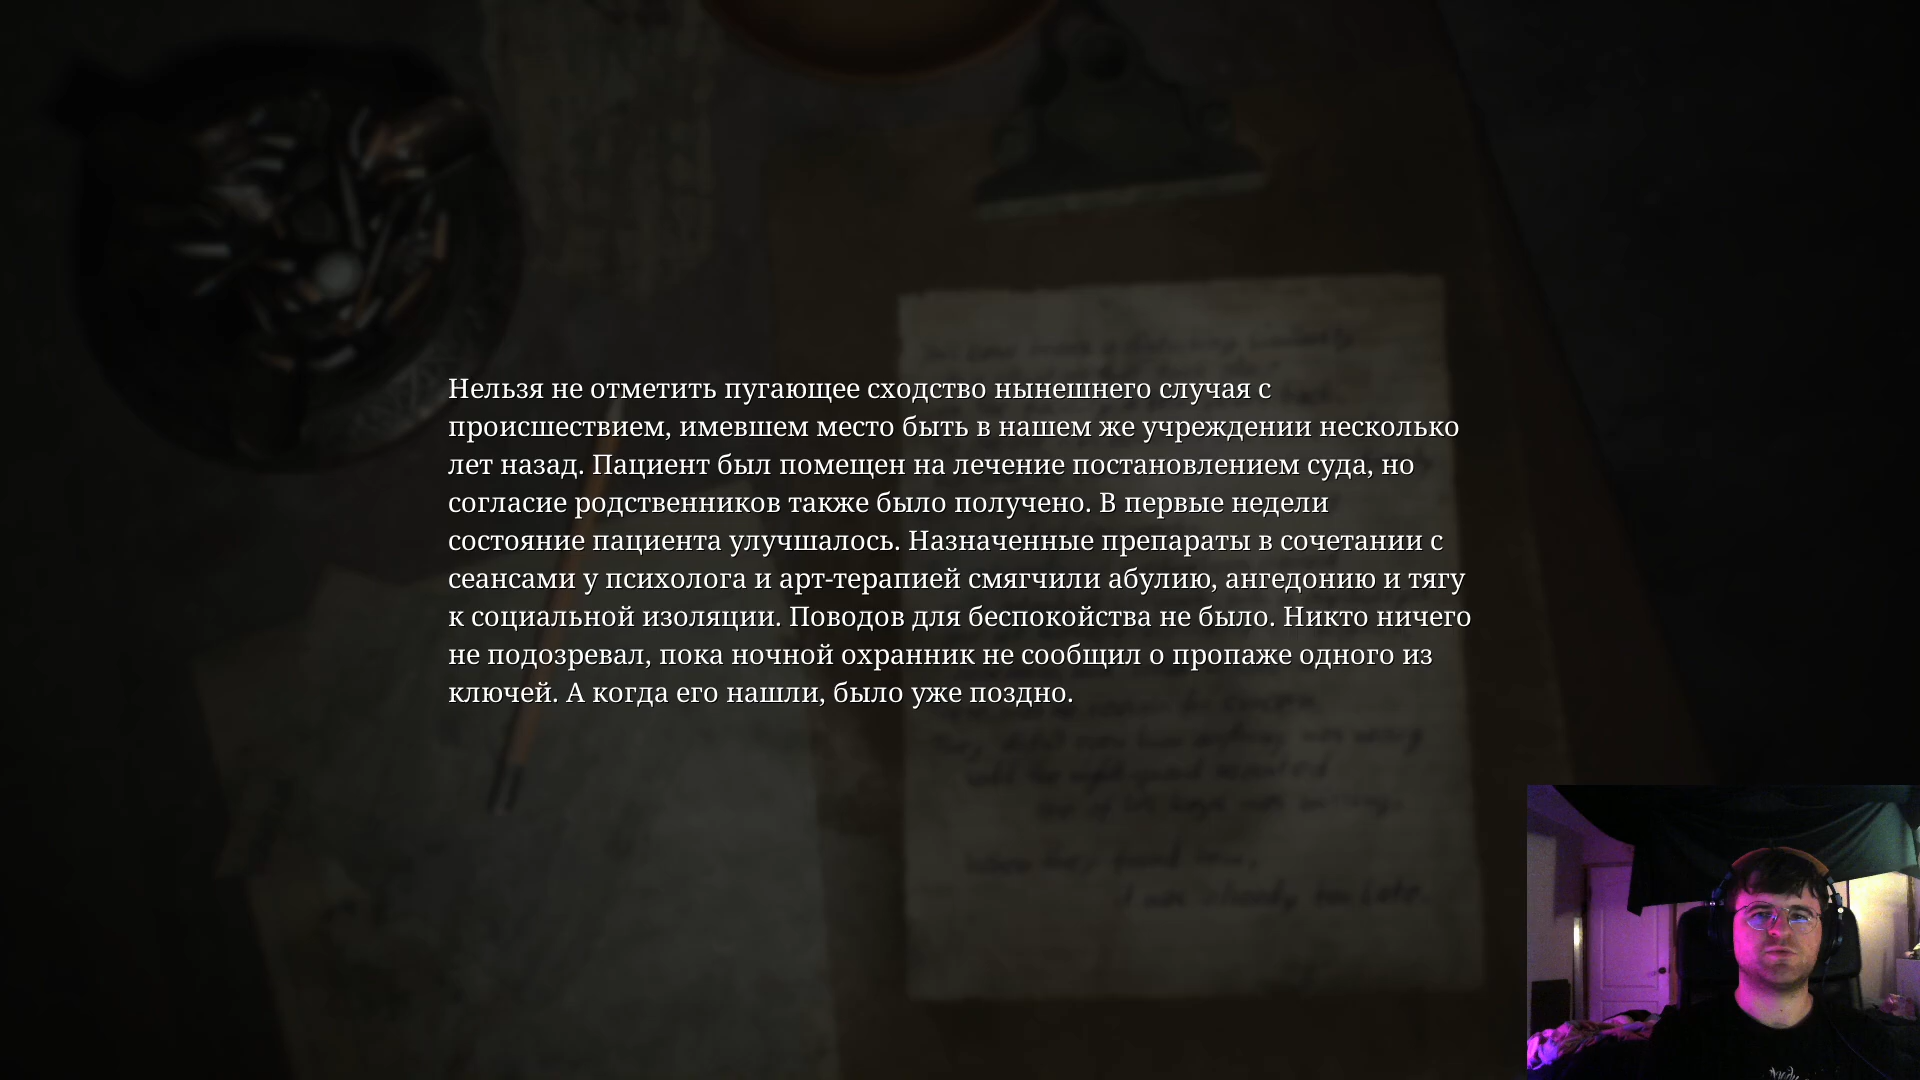 Нельзя не отметить пугающее сходство нынешнего случая с
происшествием, имевшем место быть в нашем же учреждении несколько
лет назад. Пациент был помещен на лечение постановлением суда, но
согласие родственников также было получено. В первые недели
состояние пациента улучшалось. Назначенные препараты в сочетании с
сеансами у психолога и арт-терапией смягчили абулию, ангедонию и тягу
к социальной изоляции. Поводов для беспокойства не было. Никто ничего
не подозревал, пока ночной охранник не сообщил о пропаже одного из
ключей. А когда его нашли, было уже поздно.